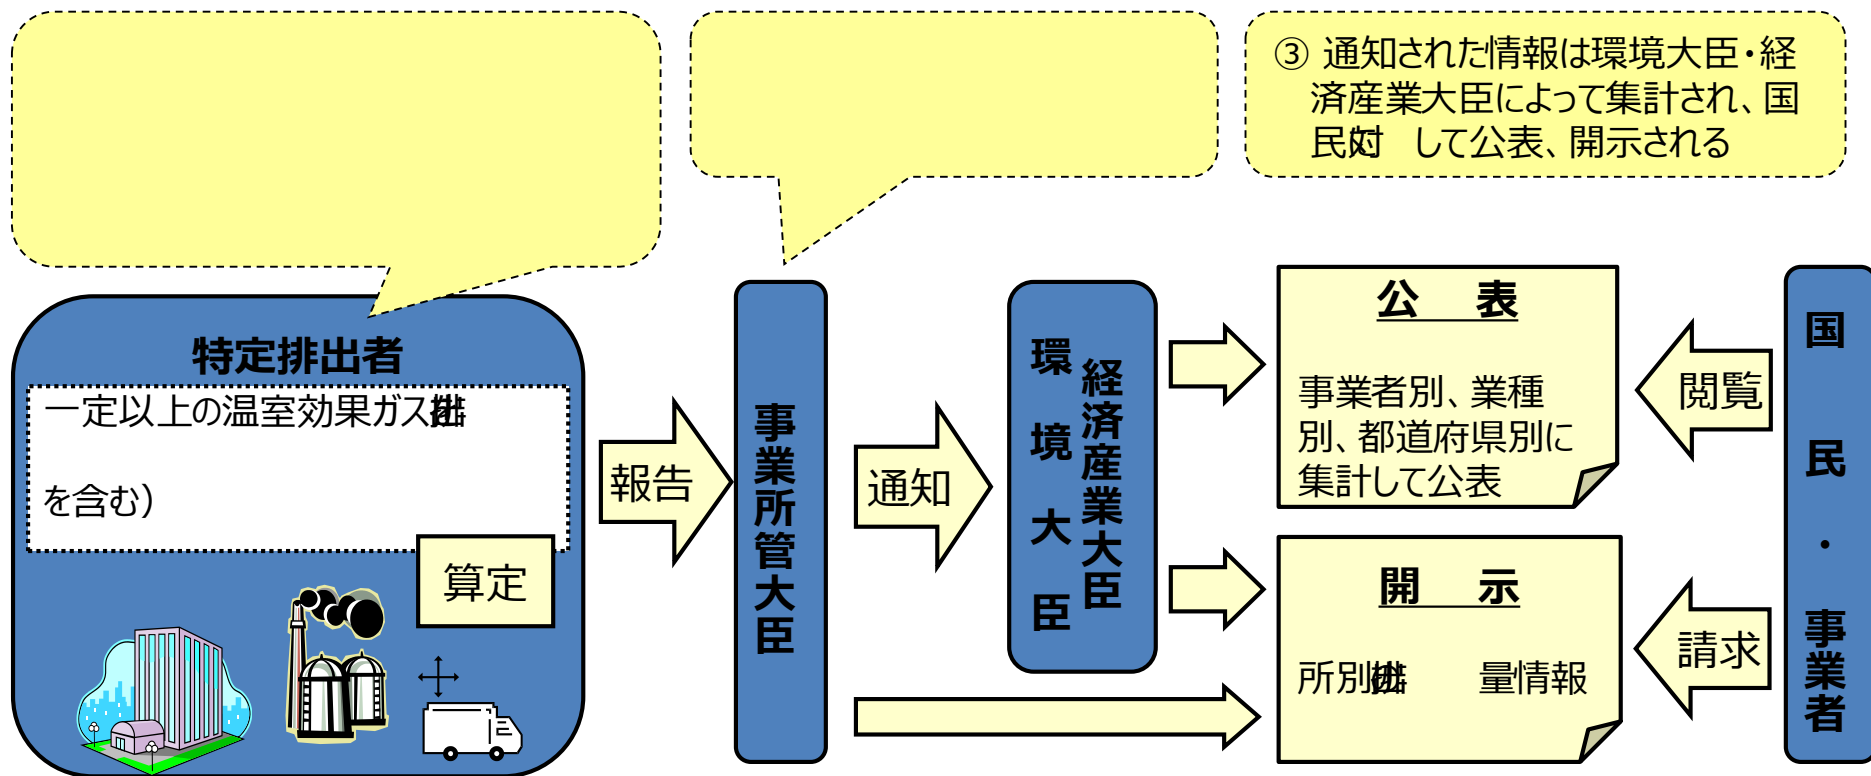 ③ 通知された情報は環境大臣・経
済産業大臣によって集計され、国
民に対して公表、開示される
特定排出者
一定以上の温室効果ガス
を含む）
算定
報告
事業所管大臣
通知
環境大臣
経済産業大臣
公 表
事業者別、業種
別、都道府県別に
集計して公表
開 示
所別 量情報
閲覧
請求
国民・事業者